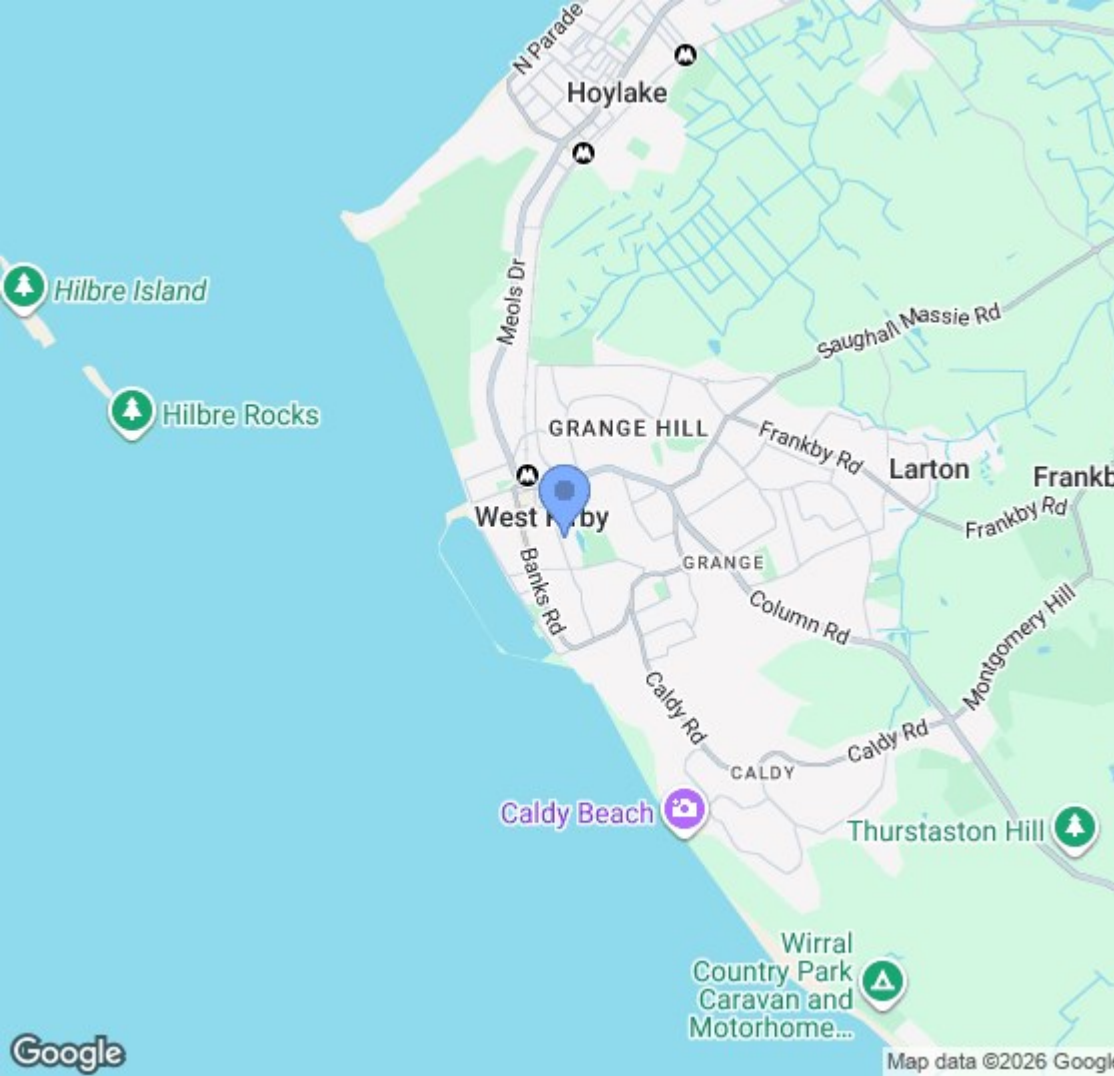 N Parade
Hoylake
Meols Dr
Hilbre Island
Saughall Massie Rd
Hilbre Rocks
GRANGE HILL
Frankby Rd
Larton
Frankb
West Kirby
Frankby Rd
GRANGE
Banks Rd
Column Rd
Montgomery Hill
Caldy Rd
Caldy Rd
CALDY
Caldy Beach
Thurstaston Hill
Wirral
Country Park
Caravan and
Motorhome...
Google
Map data ©2026 Google